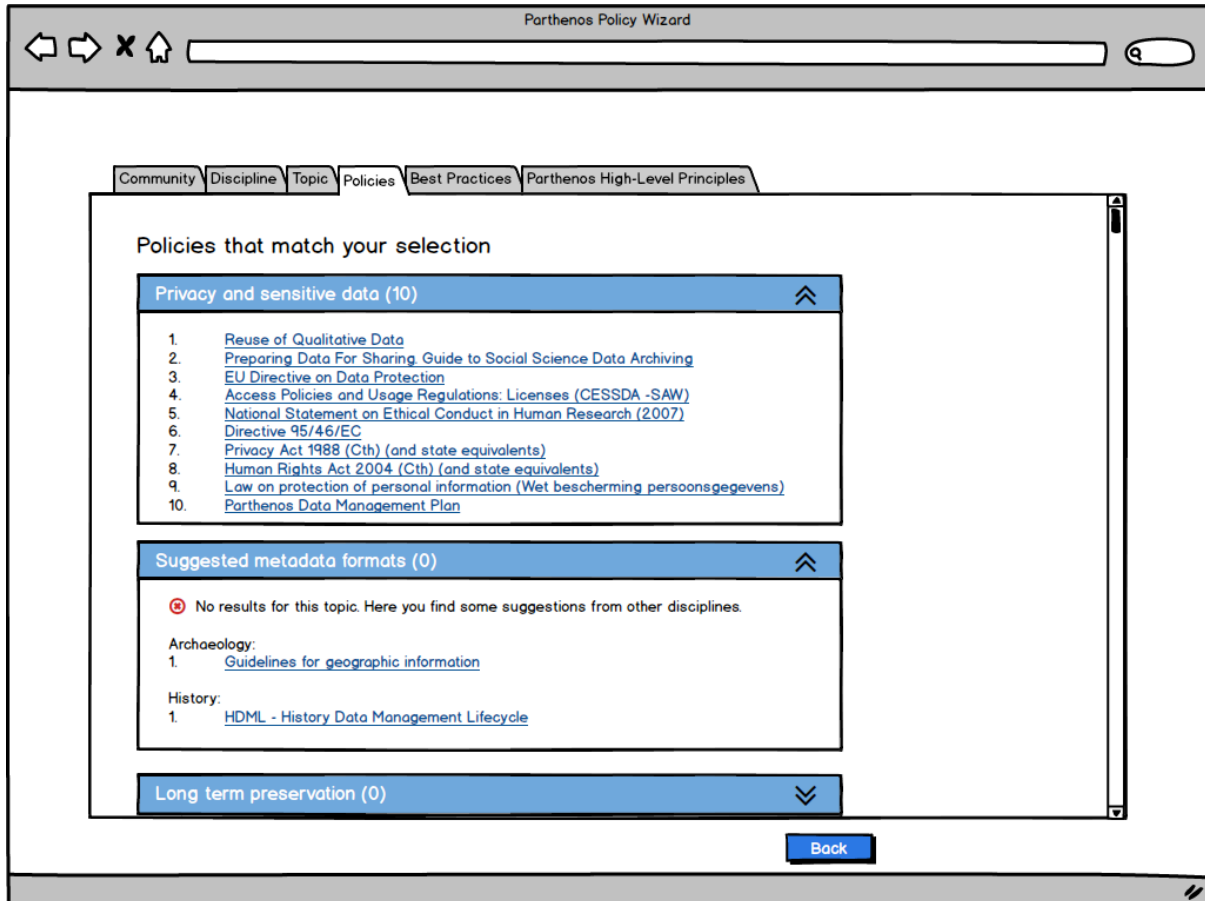 Parthenos Policy Wizard
Community Discipline Topic Policies Best Practices Parthenos High-Level Principles
Policies that match your selection
Privacy and sensitive data (10)
1. Reuse of Qualitative Data
2. Preparing Data For Sharing. Guide to Social Science Data Archiving
3. EU Directive on Data Protection
4. Access Policies and Usage Regulations: Licenses (CESSDA -SAW)
5. National Statement on Ethical Conduct in Human Research (2007)
6. Directive 95/46/EC
7. Privacy Act 1988 (Cth) (and state equivalents)
8. Human Rights Act 2004 (Cth) (and state equivalents)
9. Law on protection of personal information (Wet bescherming persoonsgegevens)
10. Parthenos Data Management Plan
Suggested metadata formats (0)
No results for this topic. Here you find some suggestions from other disciplines.
Archaeology:
1. Guidelines for geographic information
History:
1. HDML - History Data Management Lifecycle
Long term preservation (0)
Back